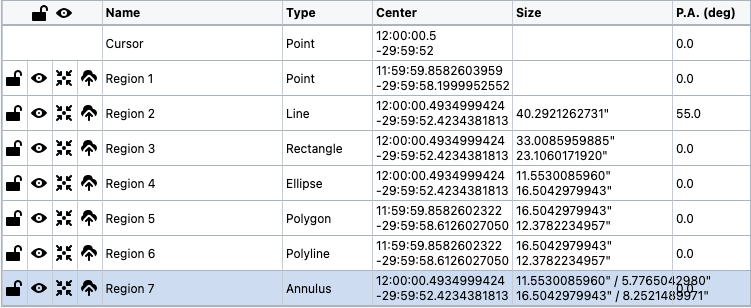 Name Type Center Size P.A. (deg)
Cursor Point 12:00:00.5 0.0
-29:59:52
Region 1 Point 11:59:59.8582603959 0.0
-29:59:58.1999952552
Region 2 Line 12:00:00.4934999424 40.2921262731" 55.0
-29:59:52.4234381813
Region 3 Rectangle 12:00:00.4934999424 33.0085959885" 0.0
-29:59:52.4234381813 23.1060171920"
Region 4 Ellipse 12:00:00.4934999424 11.5530085960" 0.0
-29:59:52.4234381813 16.5042979943"
Region 5 Polygon 11:59:59.8582602322 16.5042979943" 0.0
-29:59:58.6126027050 12.3782234957"
Region 6 Polyline 11:59:59.8582602322 16.5042979943" 0.0
-29:59:58.6126027050 12.3782234957"
Region 7 Annulus 12:00:00.4934999424 11.5530085960" / 5.7765042980" 0.0
-29:59:52.4234381813 16.5042979943" / 8.2521489971"